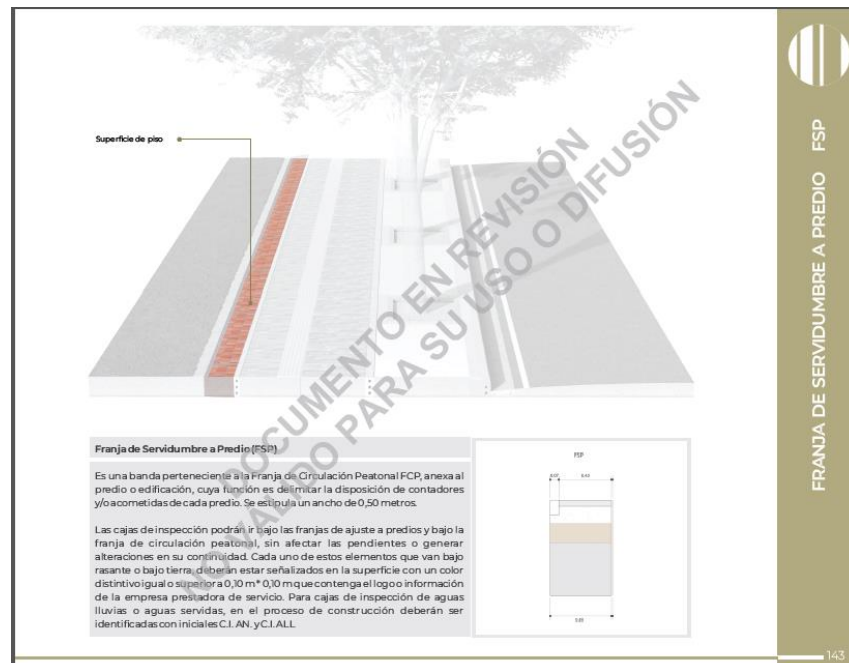 Superficie de piso
FRANJA DE SERVIDUMBRE A PREDIO FSP
DOCUMENTO EN REVISIÓN
NO VÁLIDO PARA SU USO O DIFUSIÓN
Franja de Servidumbre a Predio (FSP)
Es una banda perteneciente a la Franja de Circulación Peatonal FCP, anexa al
predio o edificación, cuya función es delimitar la disposición de contadores
y/o acometidas de cada predio. Se estipula un ancho de 0,50 metros.
Las cajas de inspección podrán ir bajo las franjas de ajuste a predios y bajo la
franja de circulación peatonal, sin afectar las pendientes o generar
alteraciones en su continuidad. Cada uno de estos elementos que van bajo
rasante o bajo tierra, deberán estar señalizados en la superficie con un color
distintivo igual o superior a 0,10 m * 0,10 m que contenga el logo o información
de la empresa prestadora de servicio. Para cajas de inspección de aguas
lluvias o aguas servidas, en el proceso de construcción deberán ser
identificadas con iniciales C.I. AN. y C.I. A.LL
FSP
143